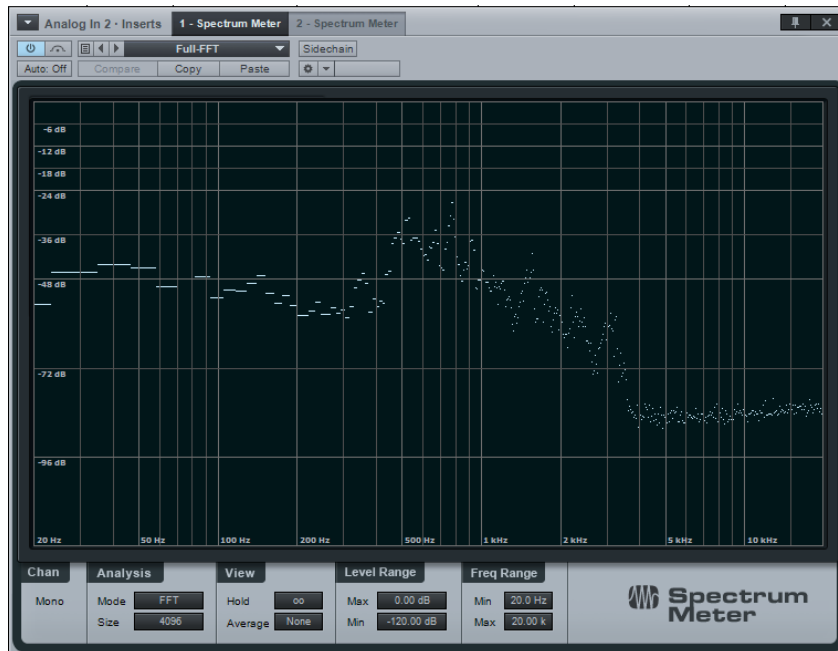 Analog In 2 · Inserts 1 - Spectrum Meter 2 - Spectrum Meter
Full-FFT Sidechain
Auto: Off Compare Copy Paste
-6 dB
-12 dB
-18 dB
-24 dB
-36 dB
-48 dB
-72 dB
-96 dB
20 Hz 50 Hz 100 Hz 200 Hz 500 Hz 1 kHz 2 kHz 5 kHz 10 kHz
Chan Analysis View Level Range Freq Range
Mono Mode FFT Hold ∞ Max 0.00 dB Min 20.0 Hz
Size 4096 Average None Min -120.00 dB Max 20.00 k
Spectrum
Meter